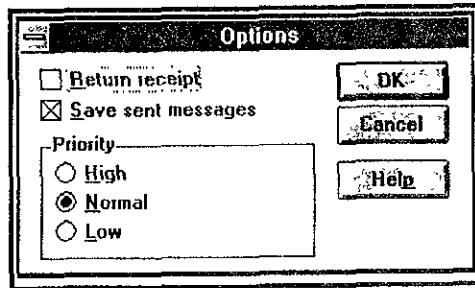 Options
Return receipt
Save sent messages
Priority
High
Normal
Low
OK
Cancel
Help